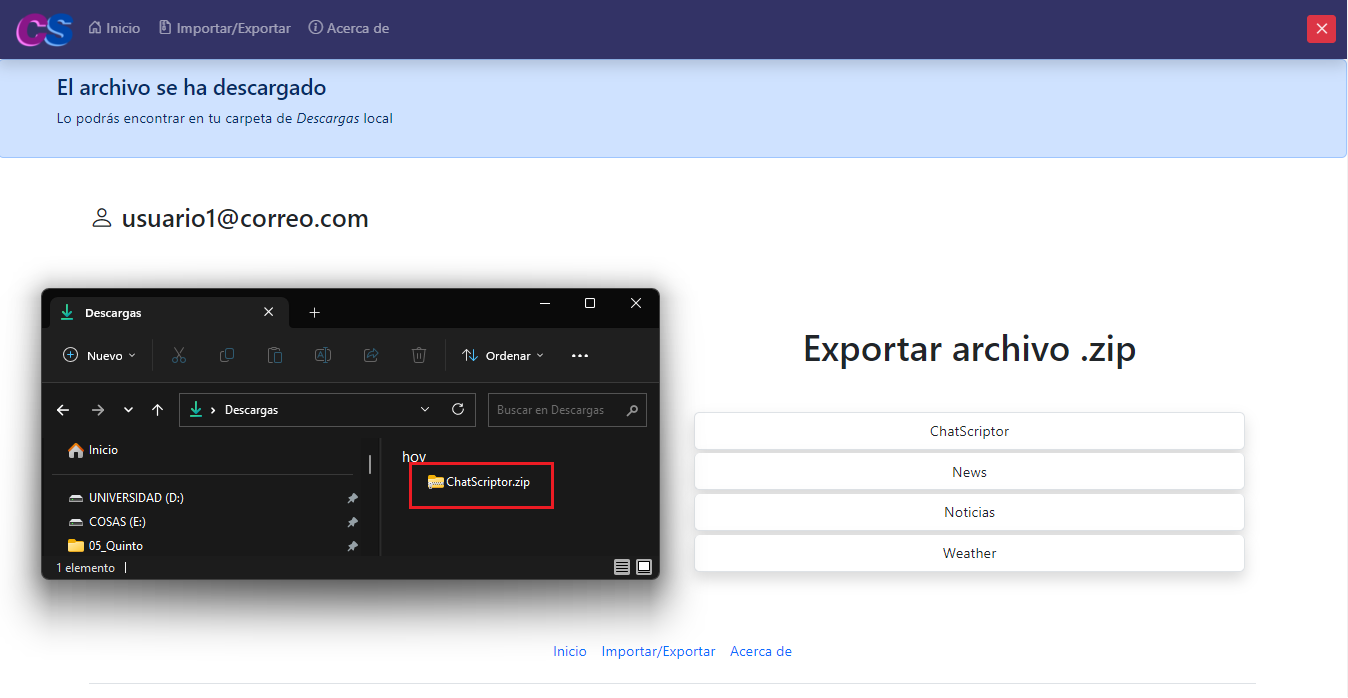 CS Inicio Importar/Exportar Acerca de
El archivo se ha descargado
Lo podrás encontrar en tu carpeta de Descargas local
usuario1@correo.com
Descargas
Nuevo Ordenar
Descargas Buscar en Descargas
Inicio
UNIVERSIDAD (D:)
COSAS (E:)
05_Quinto
hoy
ChatScriptor.zip
1 elemento
Exportar archivo .zip
ChatScriptor
News
Noticias
Weather
Inicio Importar/Exportar Acerca de